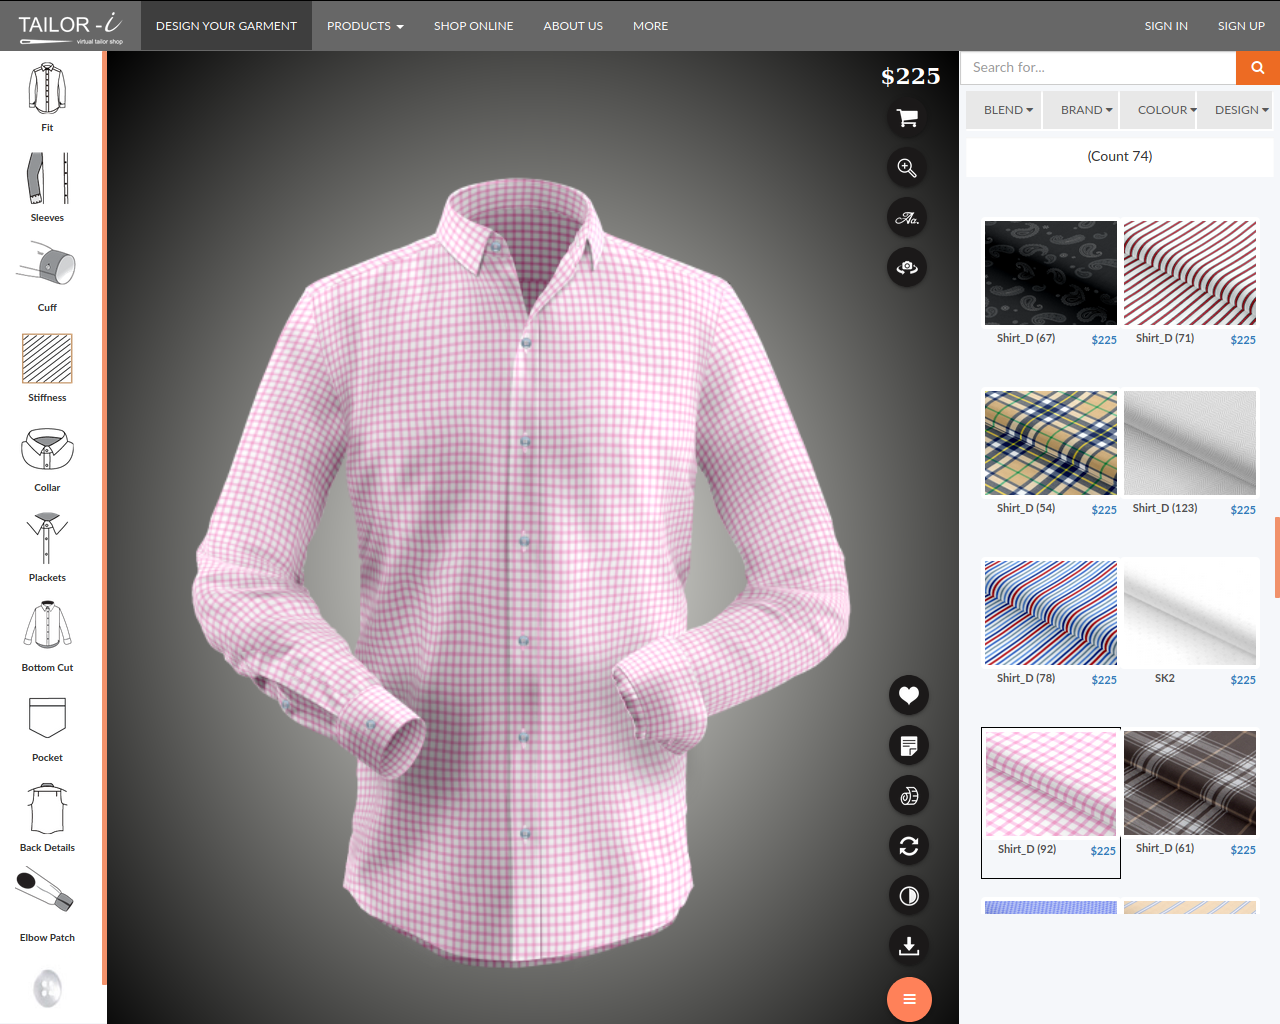 TAILOR -i
virtual tailor shop
DESIGN YOUR GARMENT
PRODUCTS
SHOP ONLINE
ABOUT US
MORE
SIGN IN
SIGN UP
Fit
Sleeves
Cuff
Stiffness
Collar
Plackets
Bottom Cut
Pocket
Back Details
Elbow Patch
$225
Aa.
Search for...
BLEND
BRAND
COLOUR
DESIGN
(Count 74)
Shirt_D (67)
$225
Shirt_D (71)
$225
Shirt_D (54)
$225
Shirt_D (123)
$225
Shirt_D (78)
$225
SK2
$225
Shirt_D (92)
$225
Shirt_D (61)
$225